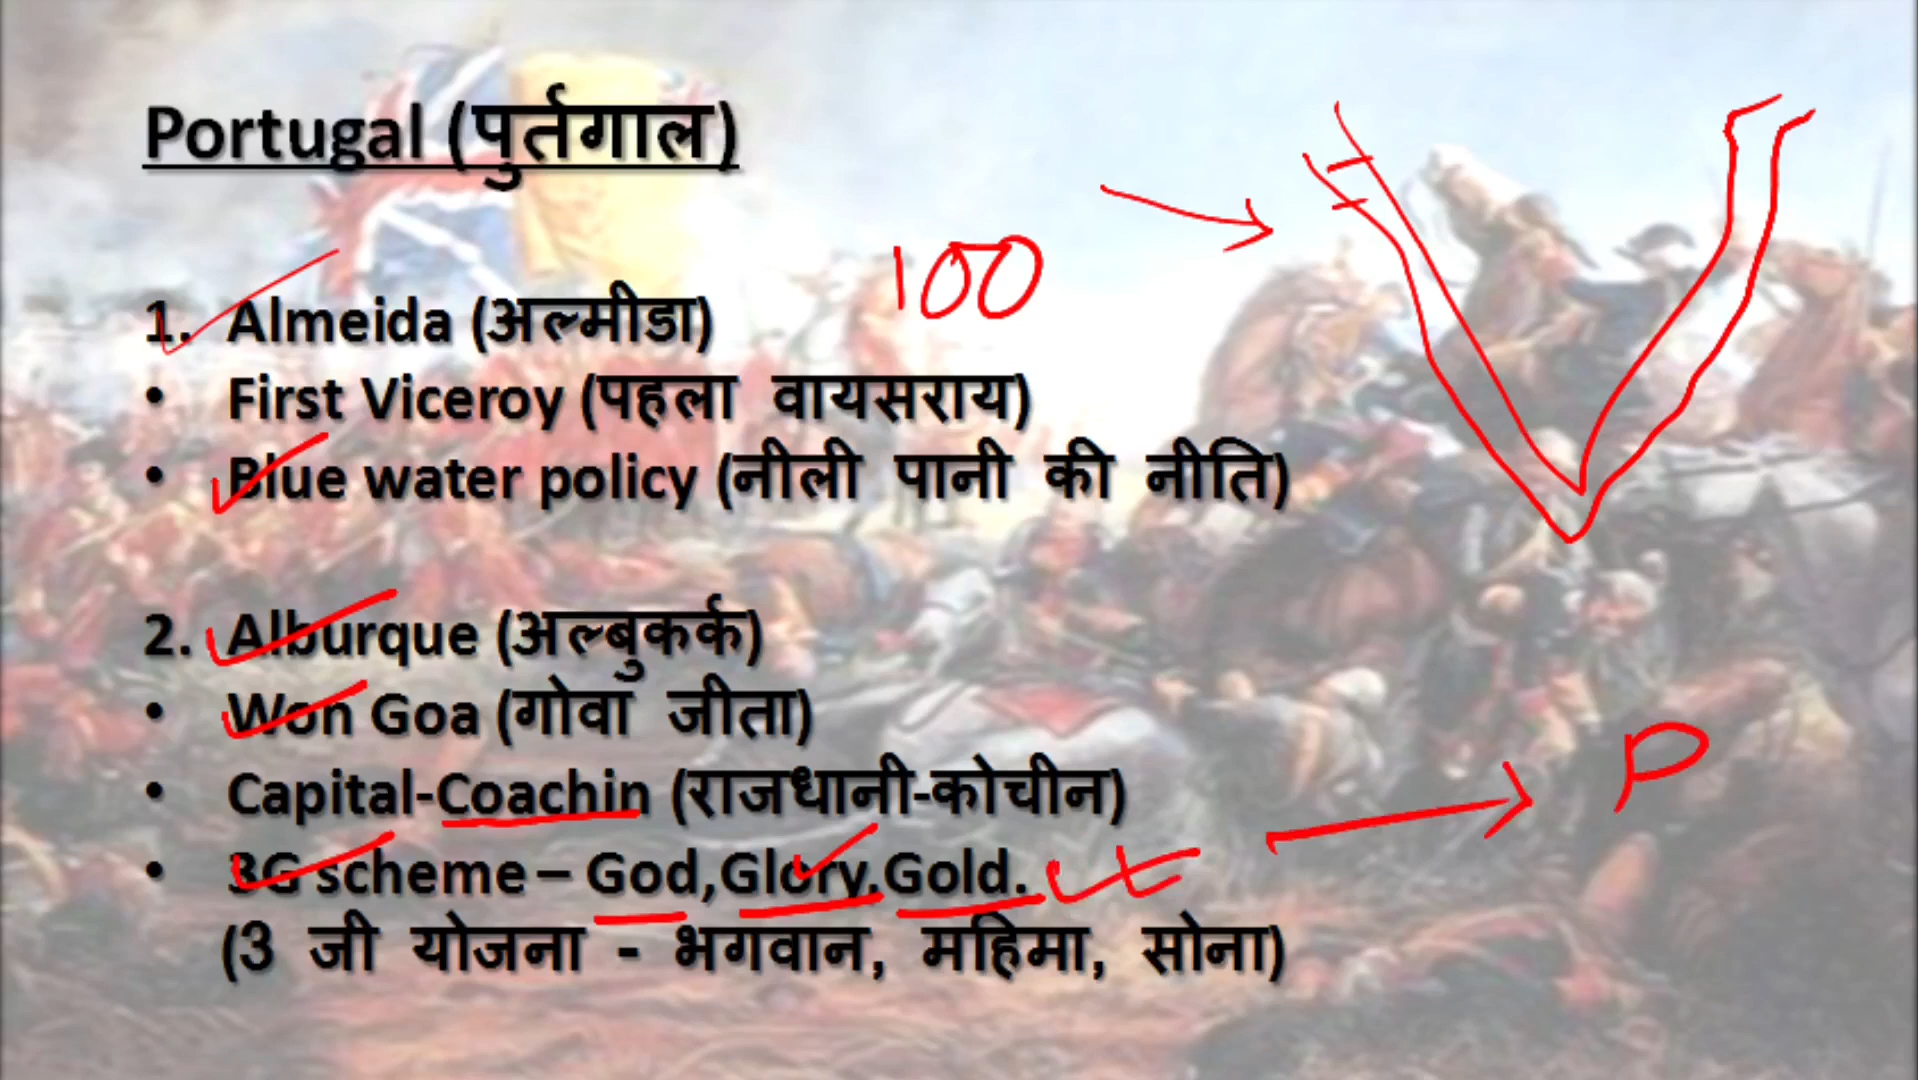 Portugal (पुर्तगाल)
100
1. Almeida (अल्मीडा)
• First Viceroy (पहला वायसराय)
• Blue water policy (नीली पानी की नीति)
2. Alburque (अल्बुकर्क)
• Won Goa (गोवा जीता)
• Capital-Coachin (राजधानी-कोचीन)
P
• 3G scheme – God,Glory.Gold.
(3 जी योजना - भगवान, महिमा, सोना)